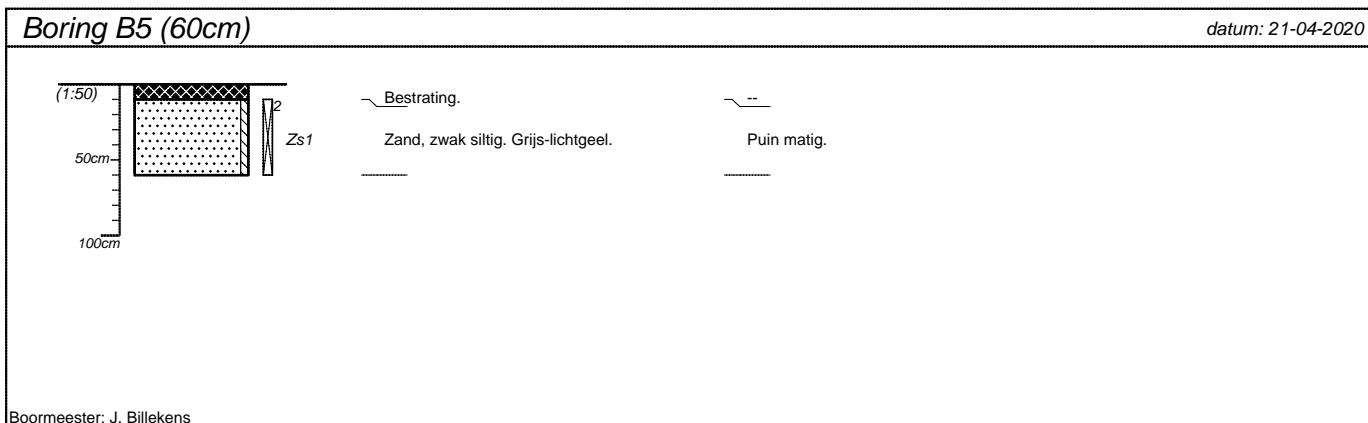 Boring B5 (60cm)
datum: 21-04-2020
(1:50)
Bestrating.
--
2
Zs1
Zand, zwak siltig. Grijs-lichtgeel.
Puin matig.
50cm
100cm
Boormeester: J. Billekens